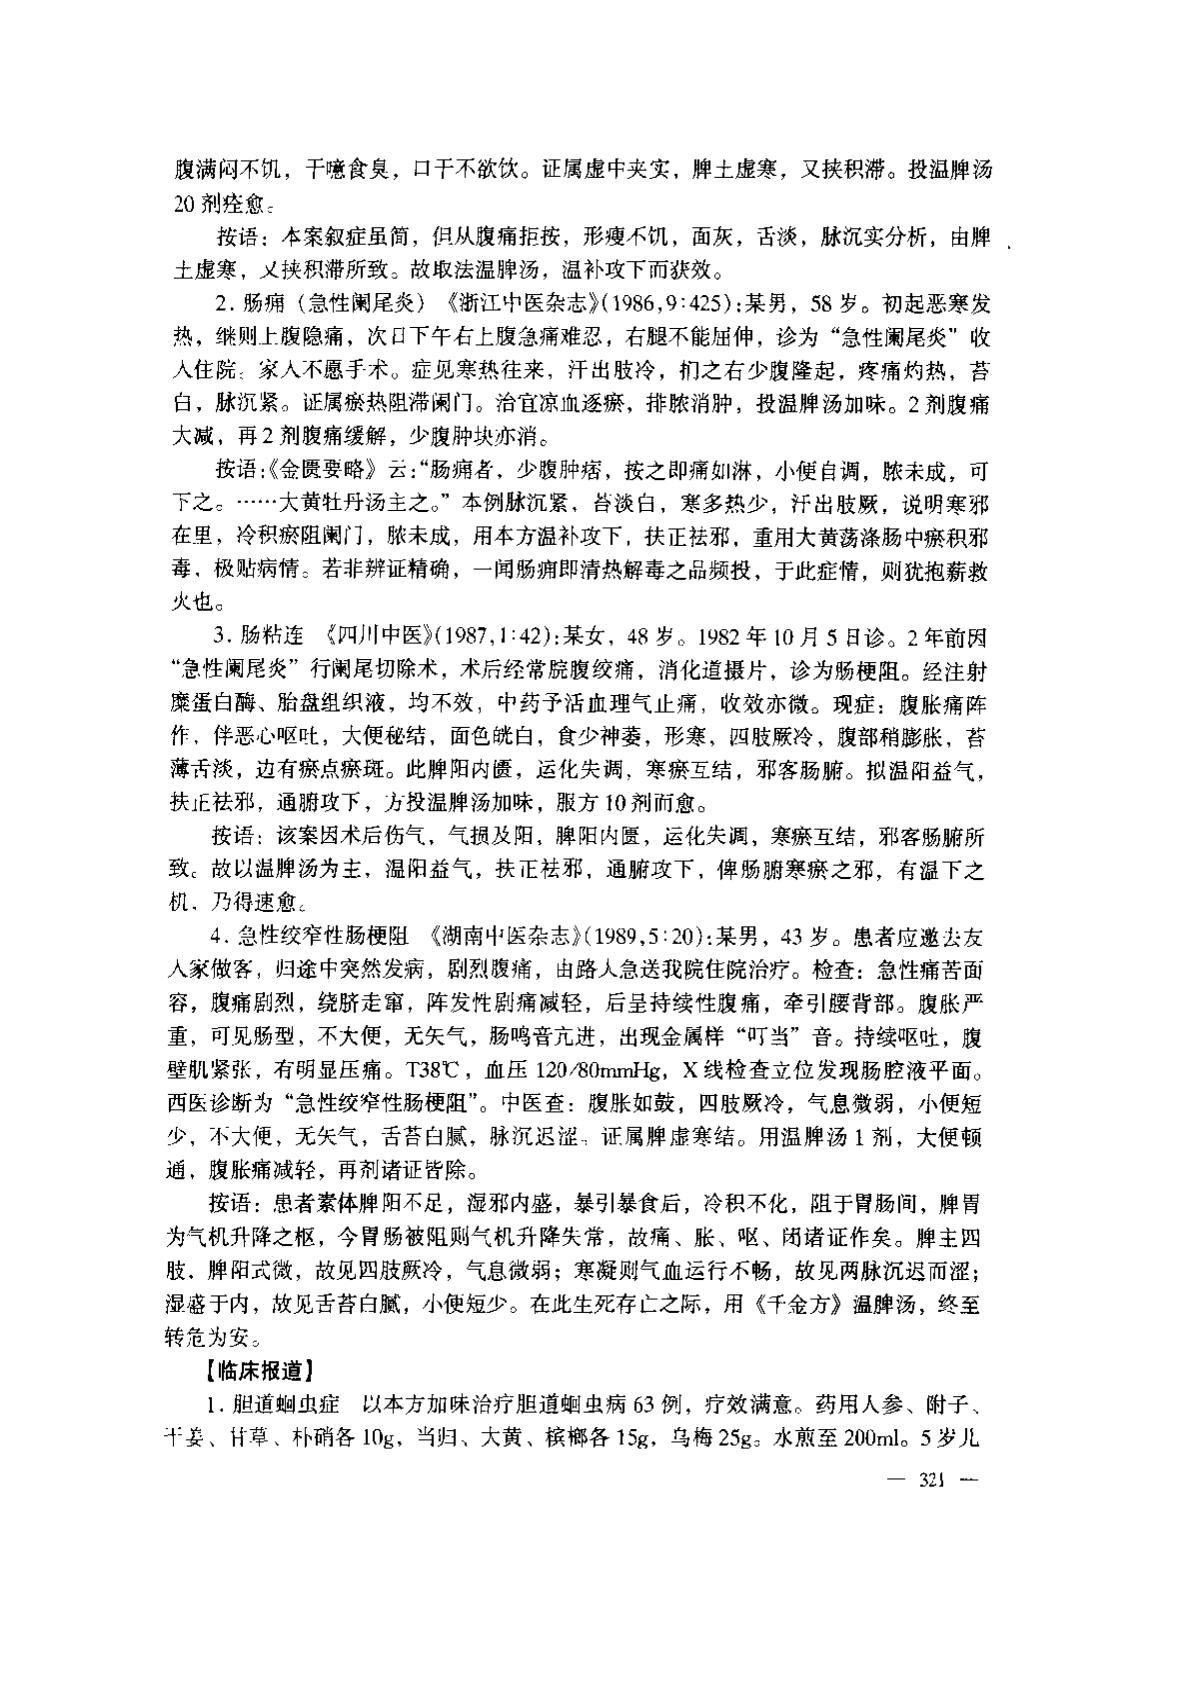 腹满闷不饥，干噫食臭，口干不欲饮。证属虚中夹实，脾土虚寒，又挟积滞。投温脾汤
20 剂痊愈。
按语：本案叙症虽简，但从腹痛拒按，形瘦不饥，面灰，舌淡，脉沉实分析，由脾
土虚寒，又挟积滞所致。故取法温脾汤，温补攻下而获效。
2. 肠痈（急性阑尾炎）《浙江中医杂志》(1986,9:425)：某男，58 岁。初起恶寒发
热，继则上腹隐痛，次日下午右上腹急痛难忍，右腿不能屈伸，诊为“急性阑尾炎”收
入住院。家人不愿手术。症见寒热往来，汗出肢冷，扪之右少腹隆起，疼痛灼热，苔
白，脉沉紧。证属瘀热阻滞阑门。治宜凉血逐瘀，排脓消肿，投温脾汤加味。2 剂腹痛
大减，再 2 剂腹痛缓解，少腹肿块亦消。
按语：《金匮要略》云：“肠痈者，少腹肿痞，按之即痛如淋，小便自调，脓未成，可
下之。……大黄牡丹汤主之。”本例脉沉紧，苔淡白，寒多热少，汗出肢厥，说明寒邪
在里，冷积瘀阻阑门，脓未成，用本方温补攻下，扶正祛邪，重用大黄荡涤肠中瘀积邪
毒，极贴病情。若非辨证精确，一闻肠痈即清热解毒之品频投，于此症情，则犹抱薪救
火也。
3. 肠粘连 《四川中医》(1987,1:42)：某女，48 岁。1982 年 10 月 5 日诊。2 年前因
“急性阑尾炎”行阑尾切除术，术后经常脘腹绞痛，消化道摄片，诊为肠梗阻。经注射
糜蛋白酶、胎盘组织液，均不效，中药予活血理气止痛，收效亦微。现症：腹胀痛阵
作，伴恶心呕吐，大便秘结，面色㿠白，食少神萎，形寒，四肢厥冷，腹部稍膨胀，苔
薄舌淡，边有瘀点瘀斑。此脾阳内匮，运化失调，寒瘀互结，邪客肠腑。拟温阳益气，
扶正祛邪，通腑攻下，方投温脾汤加味，服方 10 剂而愈。
按语：该案因术后伤气，气损及阳，脾阳内匮，运化失调，寒瘀互结，邪客肠腑所
致。故以温脾汤为主，温阳益气，扶正祛邪，通腑攻下，俾肠腑寒瘀之邪，有温下之
机，乃得速愈。
4. 急性绞窄性肠梗阻 《湖南中医杂志》(1989,5:20)：某男，43 岁。患者应邀去友
人家做客，归途中突然发病，剧烈腹痛，由路人急送我院住院治疗。检查：急性痛苦面
容，腹痛剧烈，绕脐走窜，阵发性剧痛减轻，后呈持续性腹痛，牵引腰背部。腹胀严
重，可见肠型，不大便，无矢气，肠鸣音亢进，出现金属样“叮当”音。持续呕吐，腹
壁肌紧张，有明显压痛。T38℃，血压 120/80mmHg，X 线检查立位发现肠腔液平面。
西医诊断为“急性绞窄性肠梗阻”。中医查：腹胀如鼓，四肢厥冷，气息微弱，小便短
少，不大便，无矢气，舌苔白腻，脉沉迟涩。证属脾虚寒结。用温脾汤 1 剂，大便顿
通，腹胀痛减轻，再剂诸证皆除。
按语：患者素体脾阳不足，湿邪内盛，暴引暴食后，冷积不化，阻于胃肠间，脾胃
为气机升降之枢，今胃肠被阻则气机升降失常，故痛、胀、呕、闭诸证作矣。脾主四
肢，脾阳式微，故见四肢厥冷，气息微弱；寒凝则气血运行不畅，故见两脉沉迟而涩；
湿盛于内，故见舌苔白腻，小便短少。在此生死存亡之际，用《千金方》温脾汤，终至
转危为安。
【临床报道】
1. 胆道蛔虫症 以本方加味治疗胆道蛔虫病 63 例，疗效满意。药用人参、附子、
干姜、甘草、朴硝各 10g，当归、大黄、槟榔各 15g，乌梅 25g。水煎至 200ml。5 岁儿
— 321 —